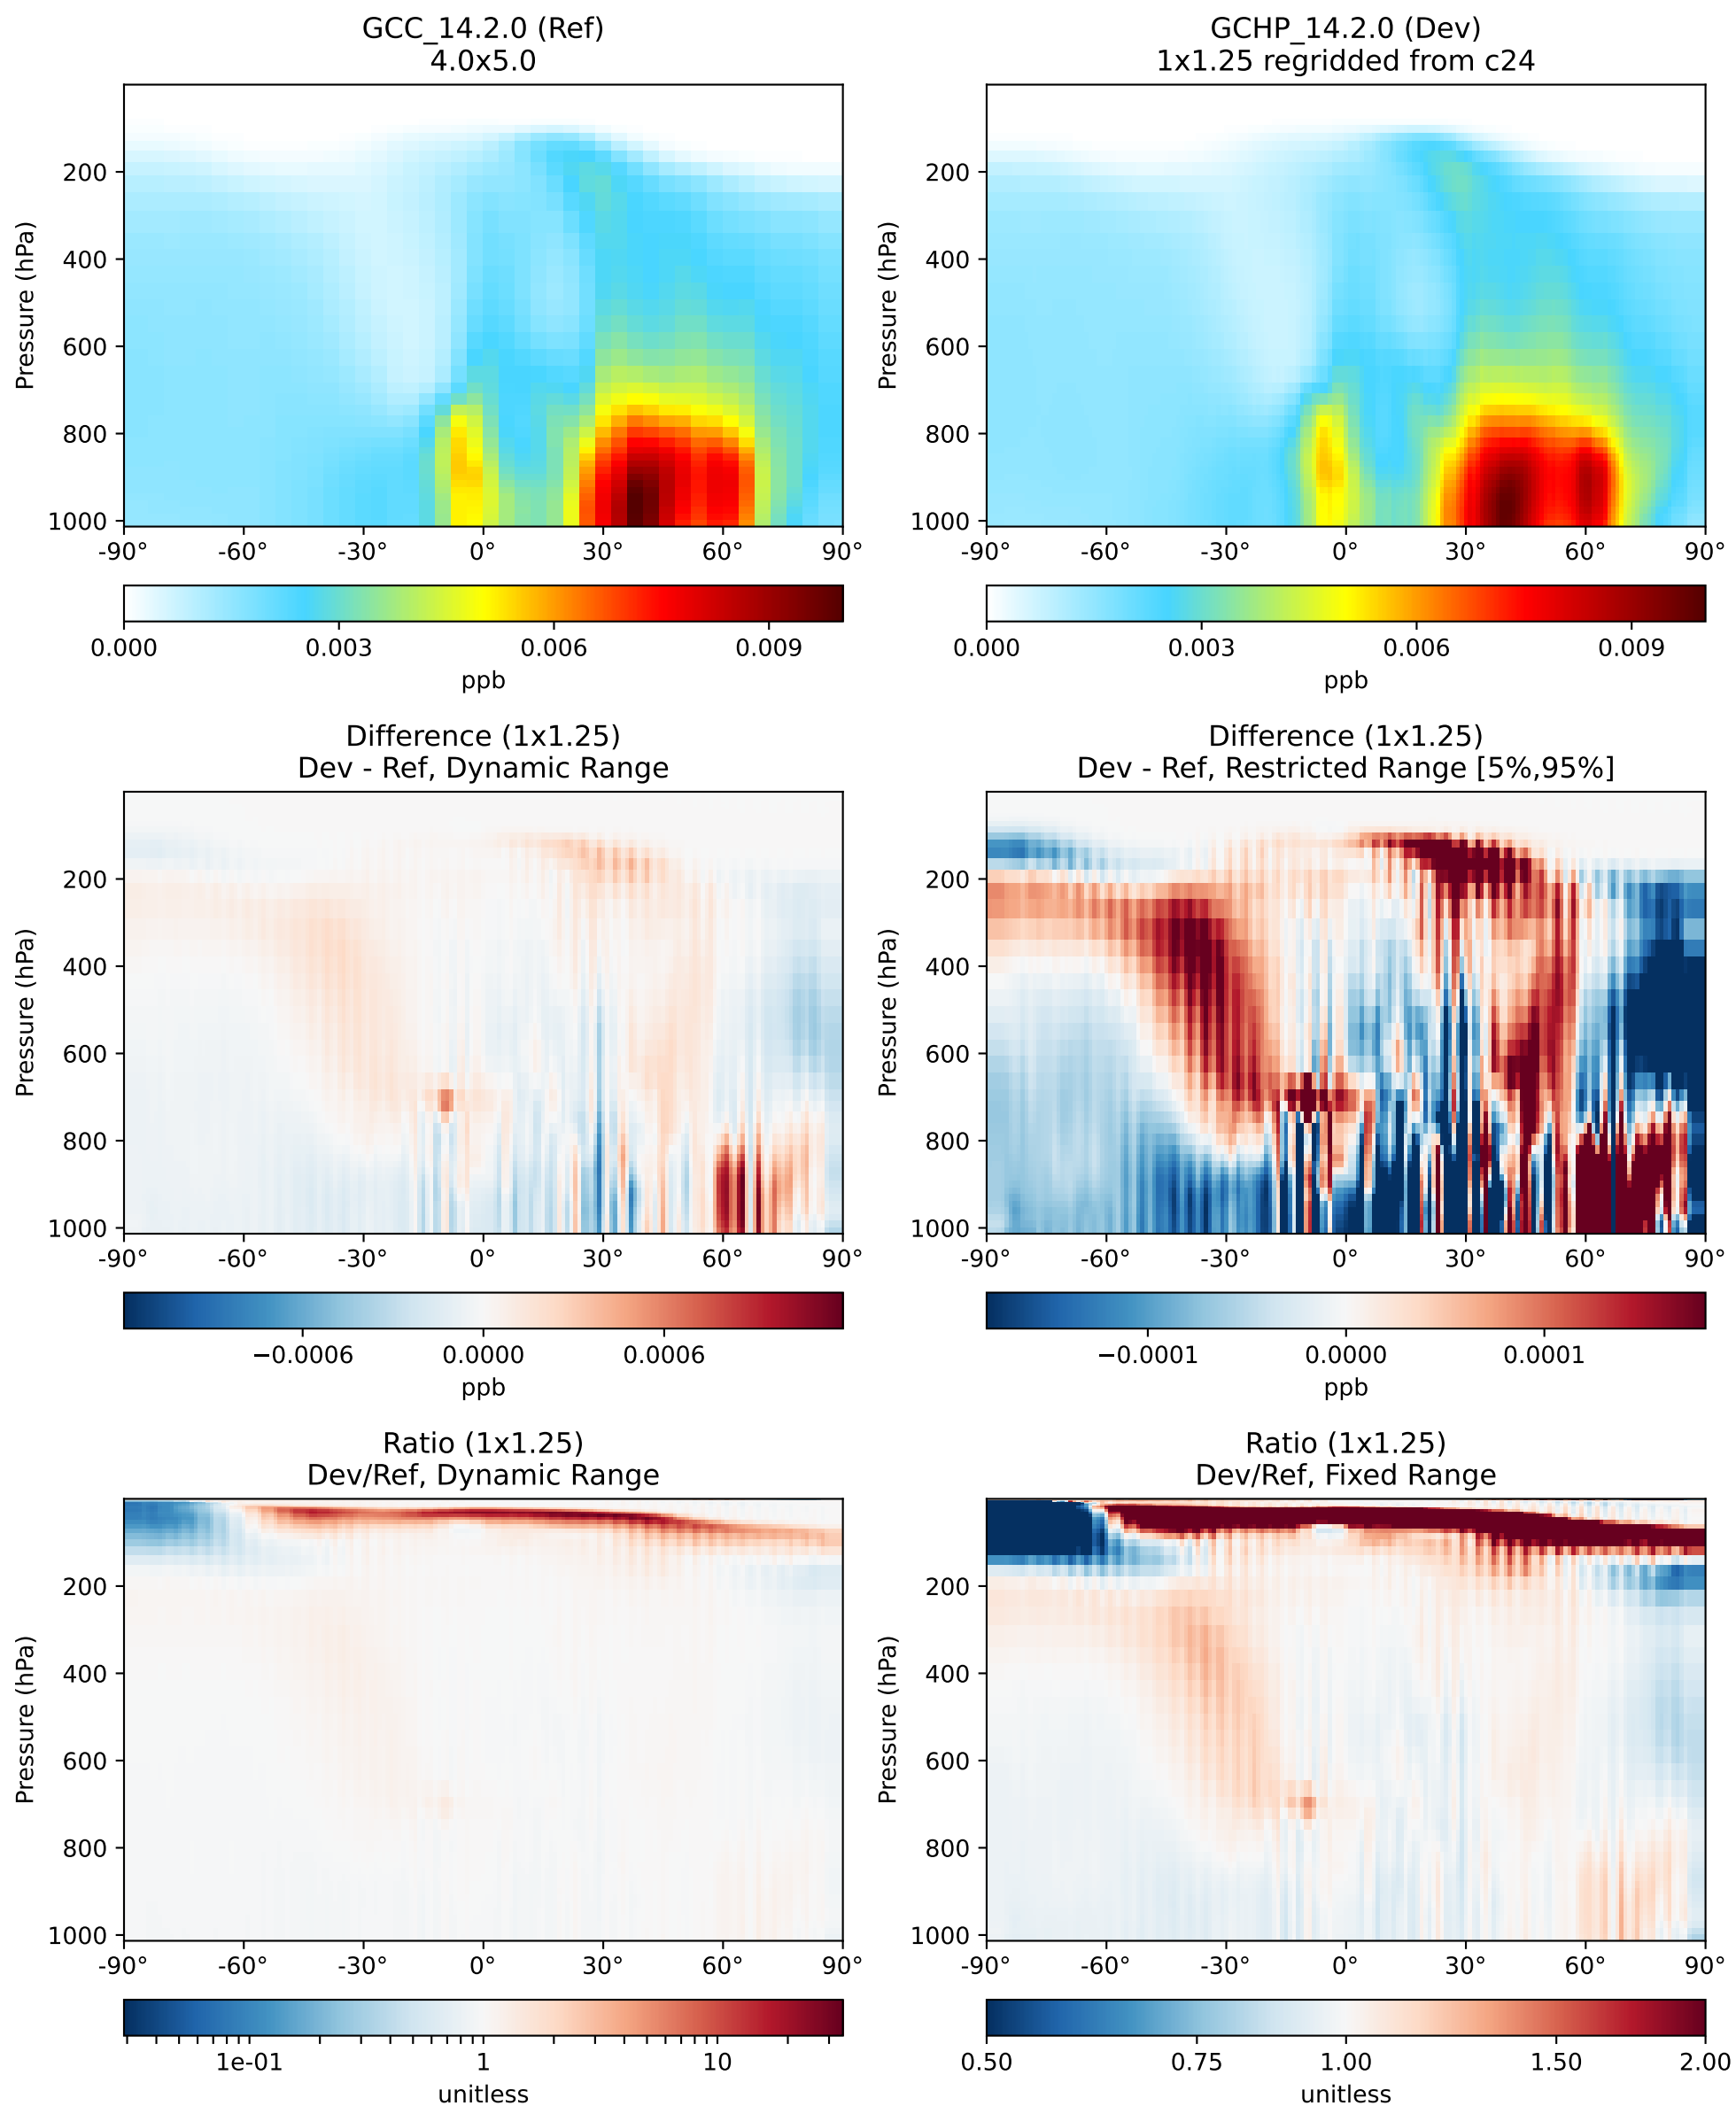 GCC_14.2.0 (Ref)
4.0x5.0
Pressure (hPa)
200
400
600
800
1000
-90° -60° -30° 0° 30° 60° 90°
0.000 0.003 0.006 0.009
ppb
GCHP_14.2.0 (Dev)
1x1.25 regridded from c24
Pressure (hPa)
200
400
600
800
1000
-90° -60° -30° 0° 30° 60° 90°
0.000 0.003 0.006 0.009
ppb
Difference (1x1.25)
Dev - Ref, Dynamic Range
Pressure (hPa)
200
400
600
800
1000
-90° -60° -30° 0° 30° 60° 90°
−0.0006 0.0000 0.0006
ppb
Difference (1x1.25)
Dev - Ref, Restricted Range [5%,95%]
Pressure (hPa)
200
400
600
800
1000
-90° -60° -30° 0° 30° 60° 90°
−0.0001 0.0000 0.0001
ppb
Ratio (1x1.25)
Dev/Ref, Dynamic Range
Pressure (hPa)
200
400
600
800
1000
-90° -60° -30° 0° 30° 60° 90°
1e-01 1 10
unitless
Ratio (1x1.25)
Dev/Ref, Fixed Range
Pressure (hPa)
200
400
600
800
1000
-90° -60° -30° 0° 30° 60° 90°
0.50 0.75 1.00 1.50 2.00
unitless